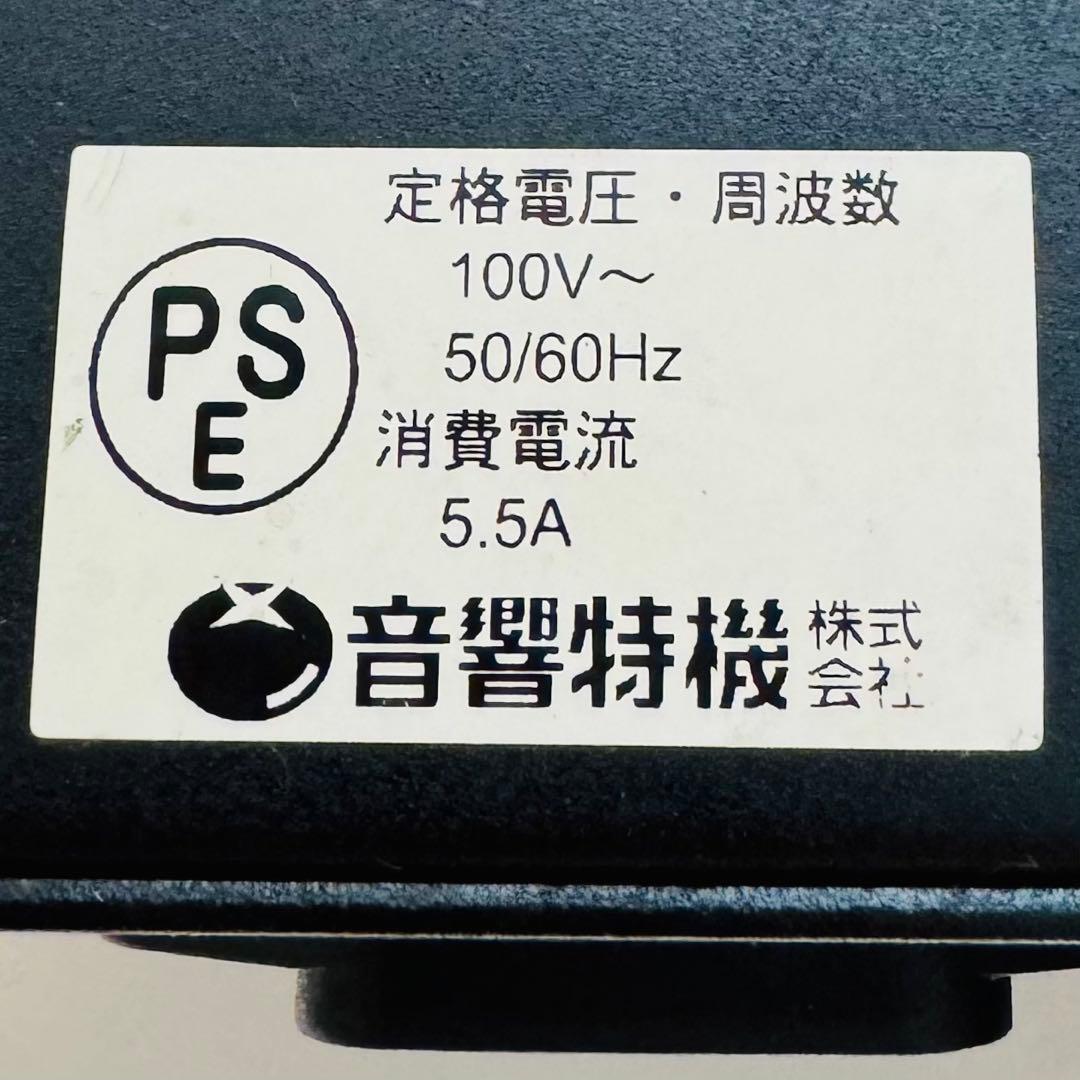 定格電圧・周波数
100V～
50/60Hz
消費電流
5.5A
PS
E
音響特機 株式
会社